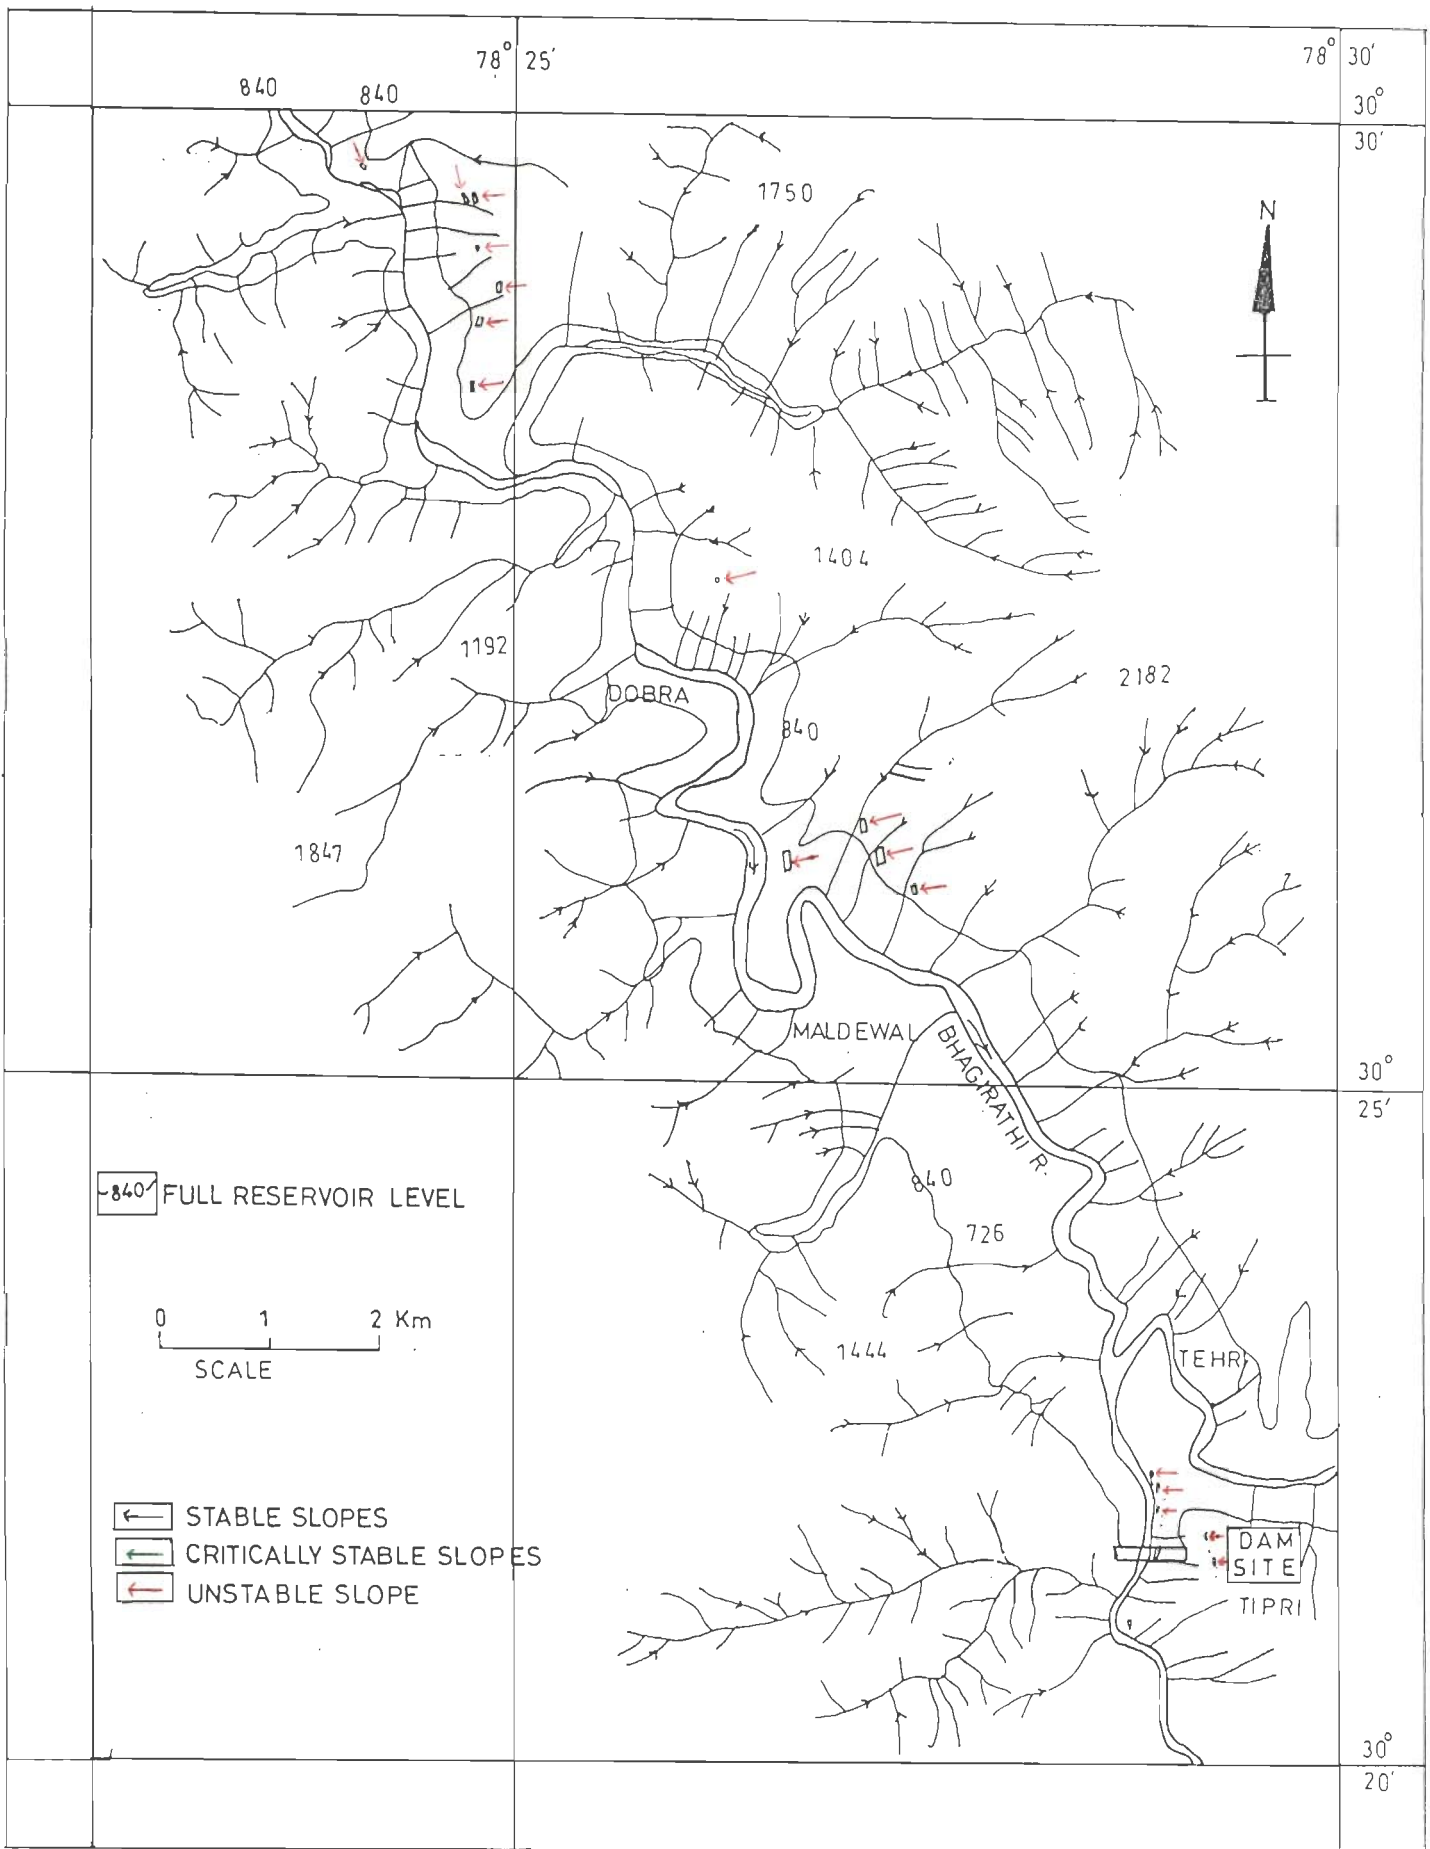 78° 25'
78° 30'
840
840
30°
30'
1750
N
1404
1192
DOBRA
2182
840
1847
MALDEWAL
BHAGIRATHI R.
30°
25'
-840- FULL RESERVOIR LEVEL
840
726
0 1 2 Km
SCALE
1444
TEHRI
STABLE SLOPES
CRITICALLY STABLE SLOPES
UNSTABLE SLOPE
DAM
SITE
TIPRI
30°
20'